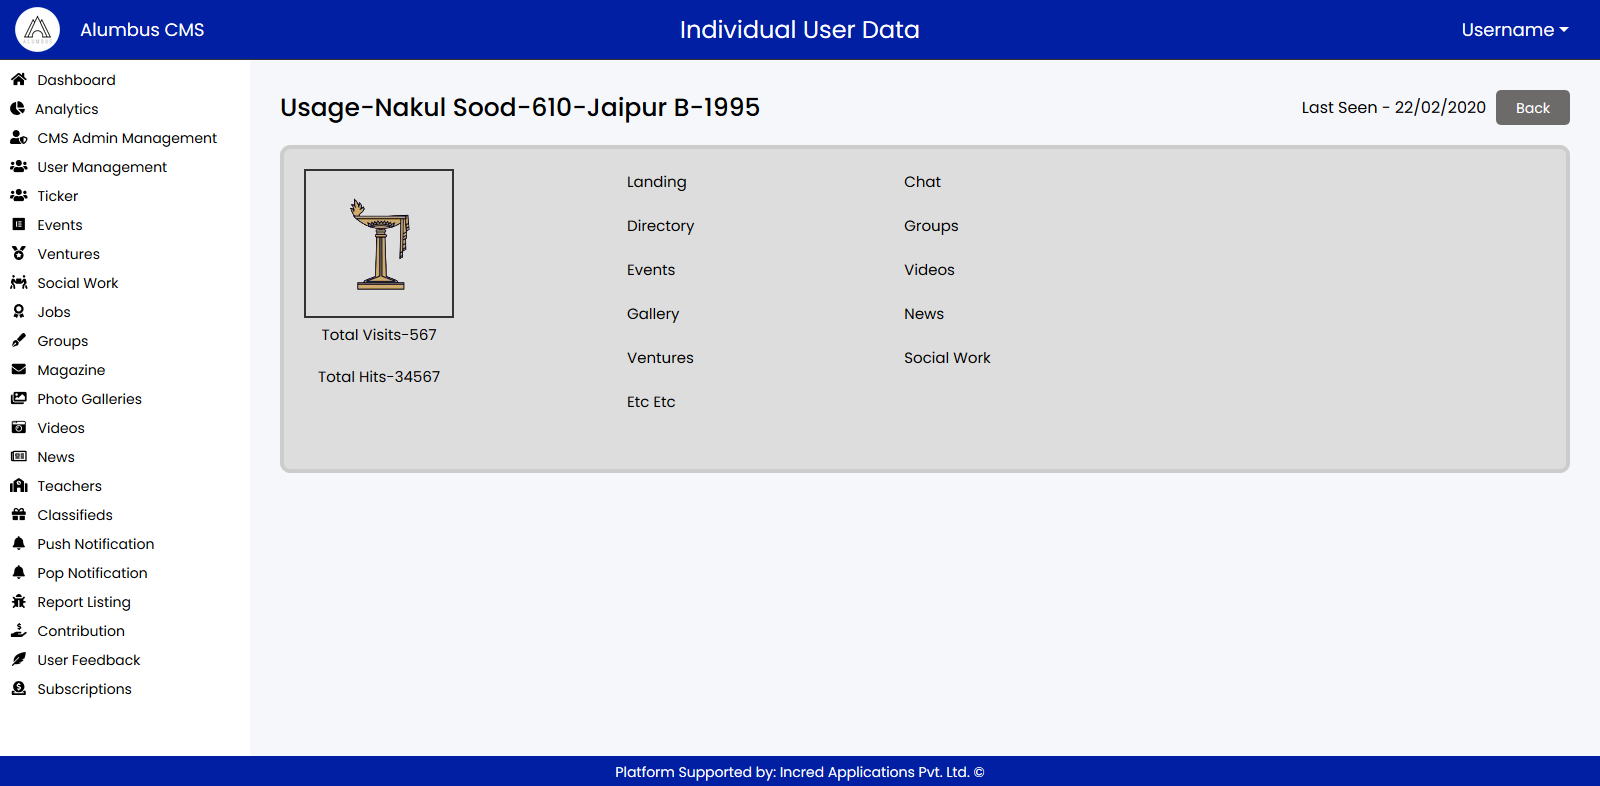 Alumbus CMS
Individual User Data
Username
Dashboard
Analytics
CMS Admin Management
User Management
Ticker
Events
Ventures
Social Work
Jobs
Groups
Magazine
Photo Galleries
Videos
News
Teachers
Classifieds
Push Notification
Pop Notification
Report Listing
Contribution
User Feedback
Subscriptions
Usage-Nakul Sood-610-Jaipur B-1995
Last Seen - 22/02/2020
Back
Total Visits-567
Total Hits-34567
Landing
Directory
Events
Gallery
Ventures
Etc Etc
Chat
Groups
Videos
News
Social Work
Platform Supported by: Incred Applications Pvt. Ltd. ©